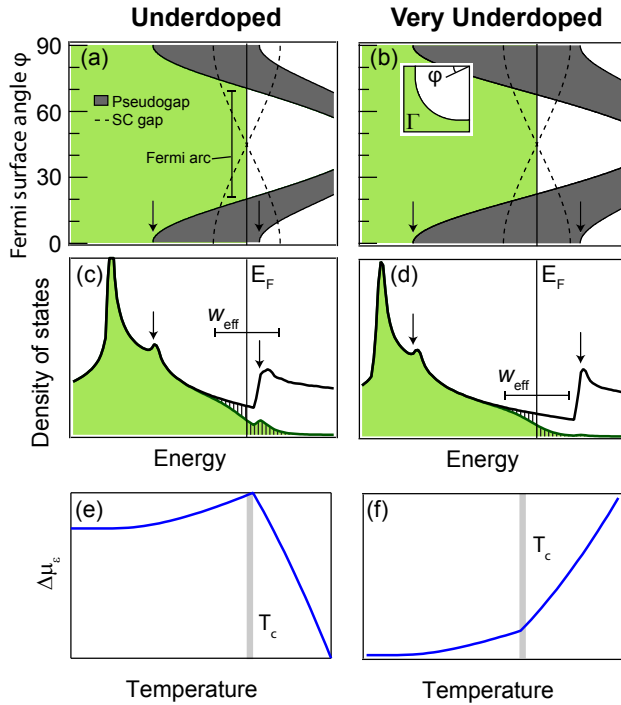 Underdoped
Very Underdoped
Fermi surface angle φ
90
60
30
0
(a)
Pseudogap
SC gap
Fermi arc
(b)
φ
Γ
Density of states
(c)
E_F
w_eff
Energy
(d)
E_F
w_eff
Energy
Δμ_ε
(e)
T_c
Temperature
(f)
T_c
Temperature